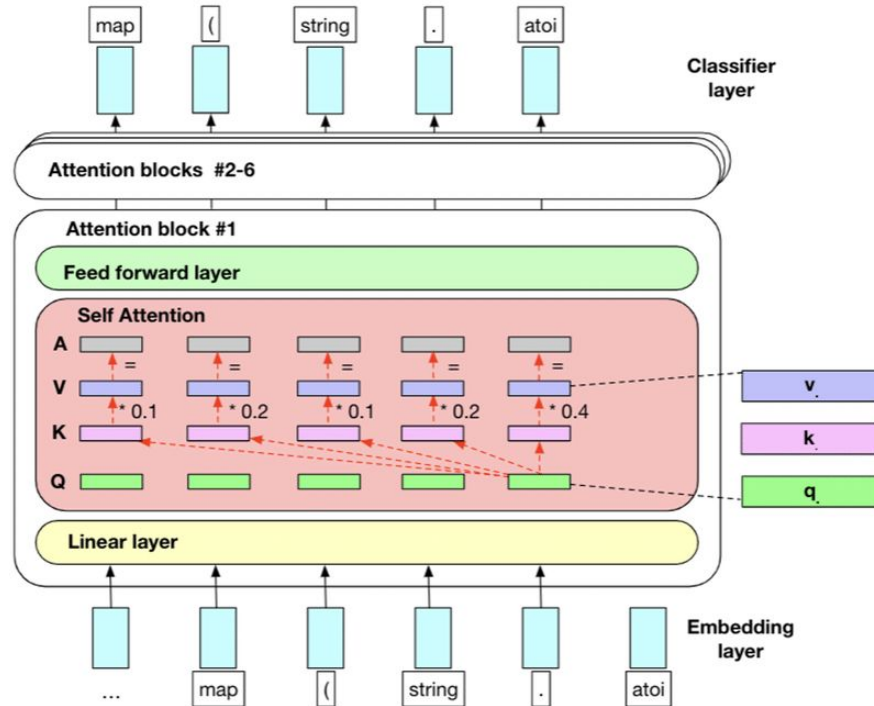 map ( string . atoi
Classifier
layer
Attention blocks #2-6
Attention block #1
Feed forward layer
Self Attention
A
= = = = =
V
v.
* 0.1 * 0.2 * 0.1 * 0.2 * 0.4
K
k.
Q
q.
Linear layer
Embedding
layer
... map ( string . atoi